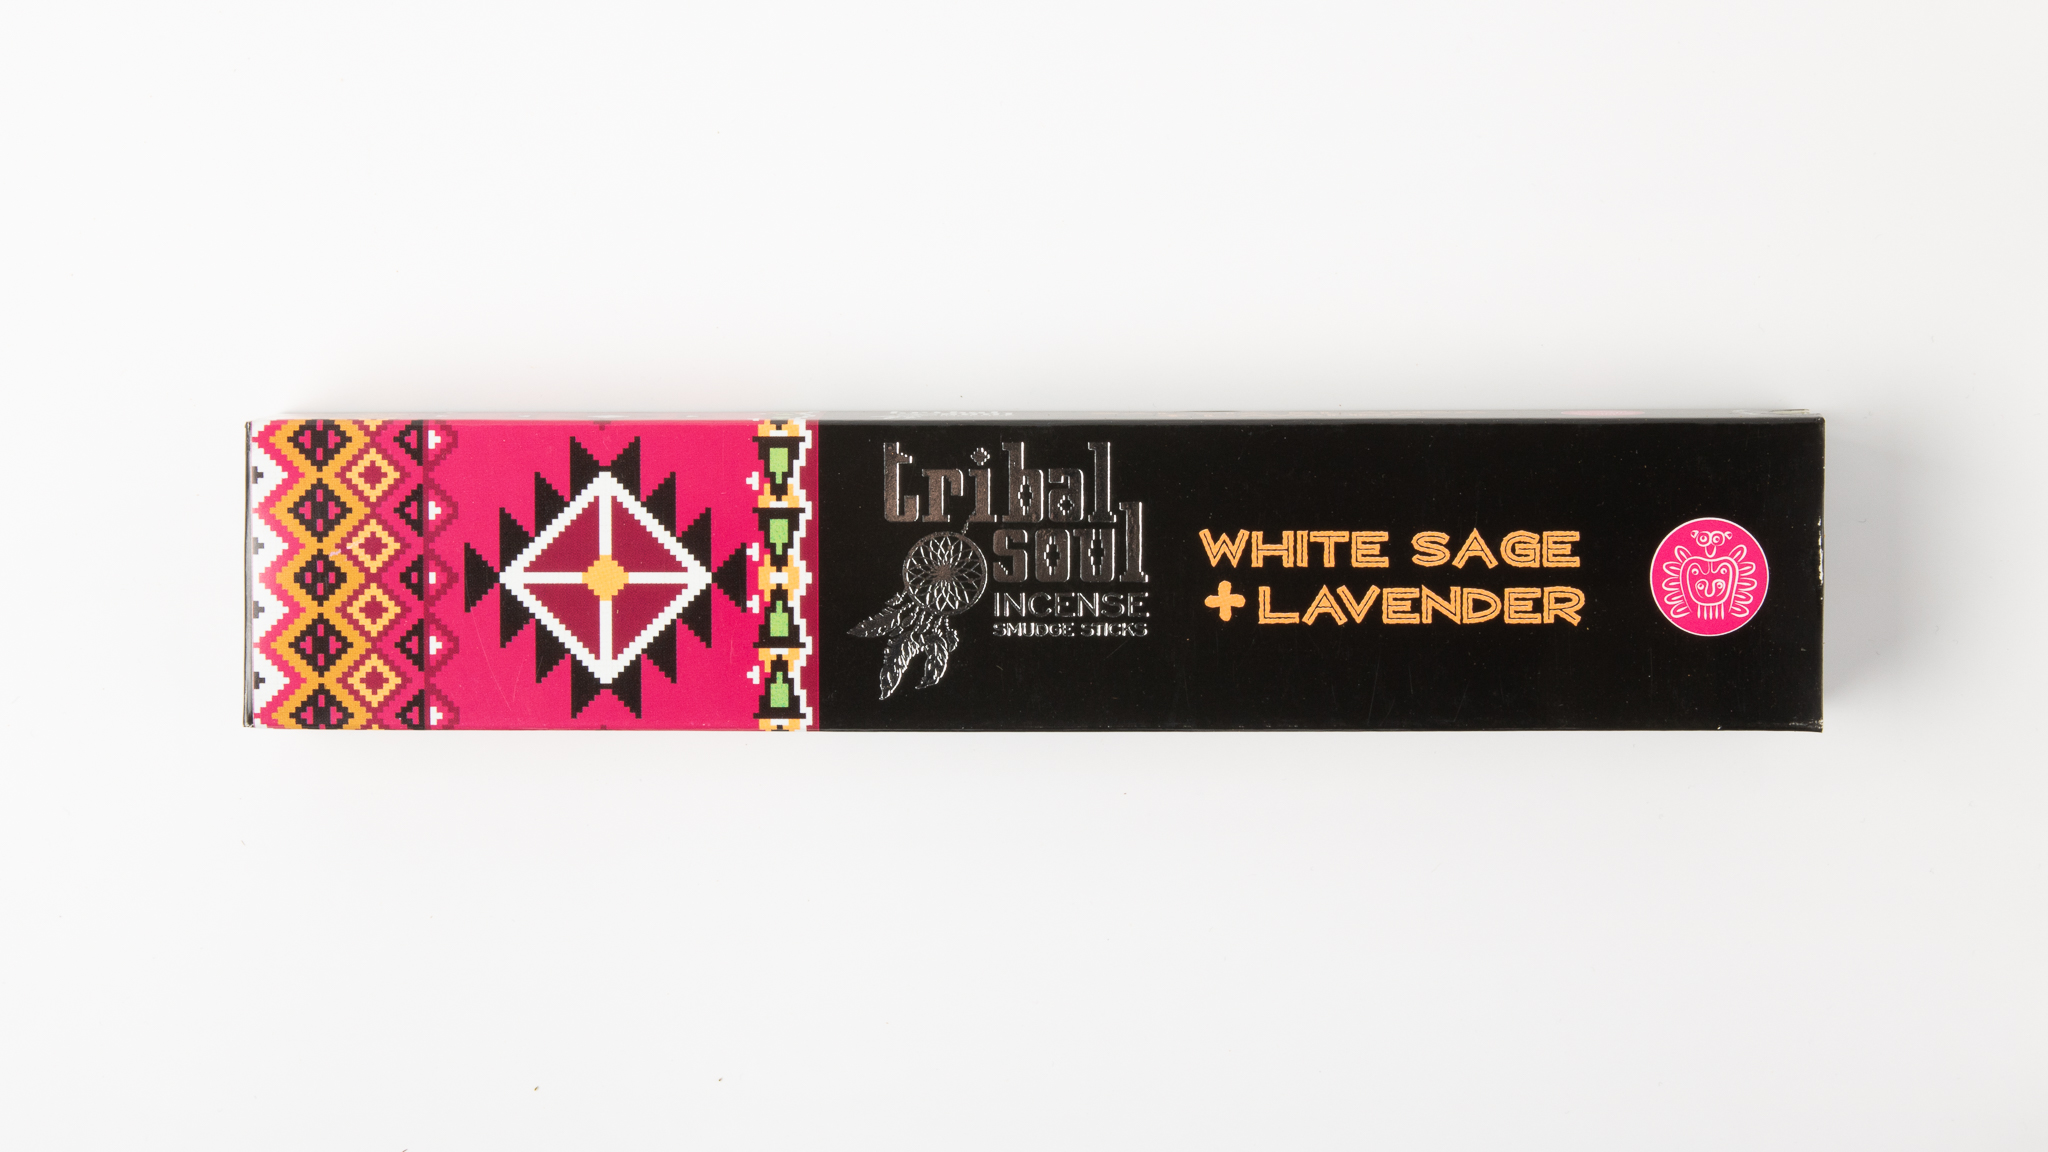 tribal
soul
INCENSE
SMUDGE STICKS
WHITE SAGE
+ LAVENDER